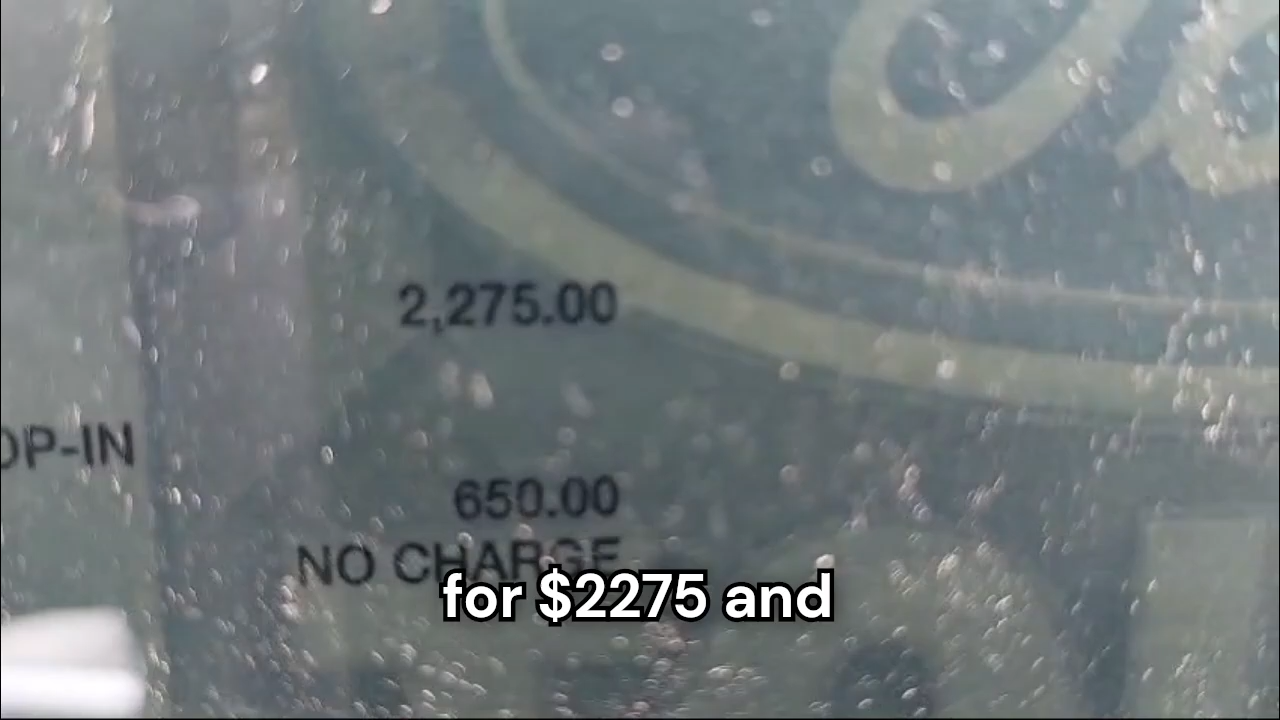 2,275.00
OP-IN
650.00
NO CHARGE
for $2275 and